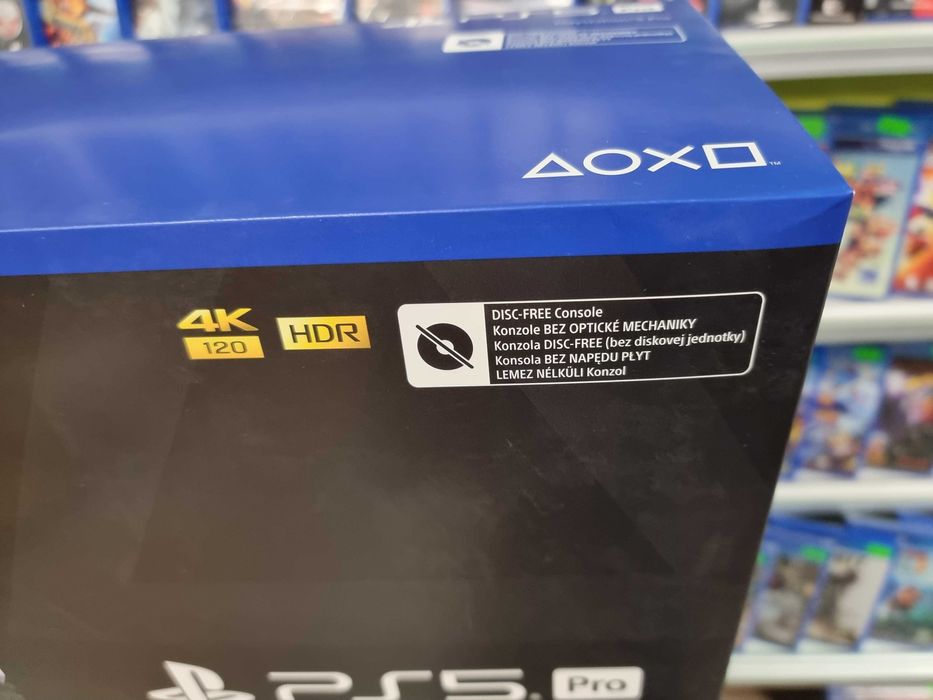 4K
120
HDR
DISC-FREE Console
Konzole BEZ OPTICKÉ MECHANIKY
Konzola DISC-FREE (bez diskovej jednotky)
Konsola BEZ NAPĘDU PŁYT
LEMEZ NÉLKÜLI Konzol
PS5 Pro